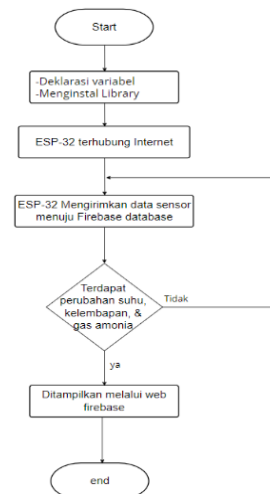 Start
-Deklarasi variabel
-Menginstal Library
ESP-32 terhubung Internet
ESP-32 Mengirimkan data sensor
menuju Firebase database
Terdapat
perubahan suhu,
kelembapan, &
gas amonia
Tidak
ya
Ditampilkan melalui web
firebase
end